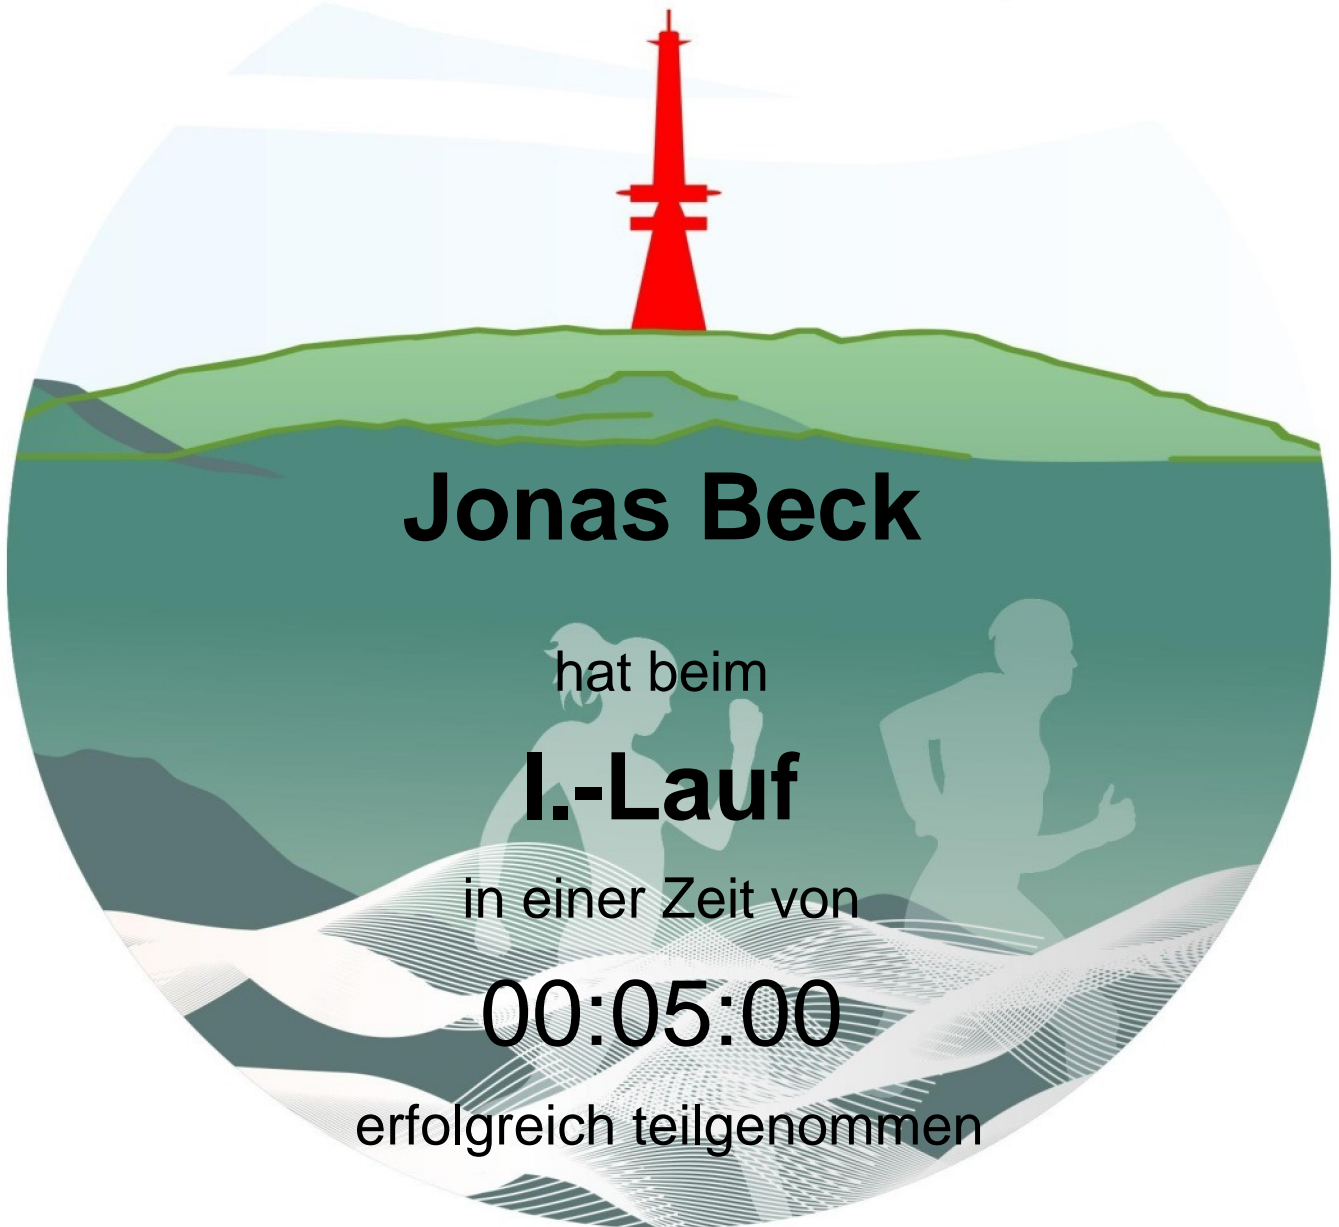 Jonas Beck
hat beim
I.-Lauf
in einer Zeit von
00:05:00
erfolgreich teilgenommen